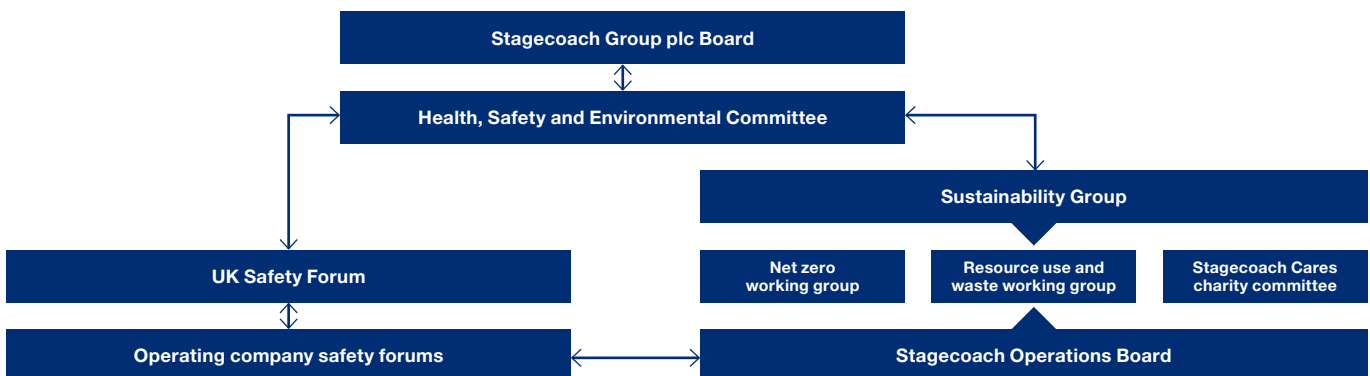 Stagecoach Group plc Board
Health, Safety and Environmental Committee
Sustainability Group
UK Safety Forum
Net zero
working group
Resource use and
waste working group
Stagecoach Cares
charity committee
Operating company safety forums
Stagecoach Operations Board